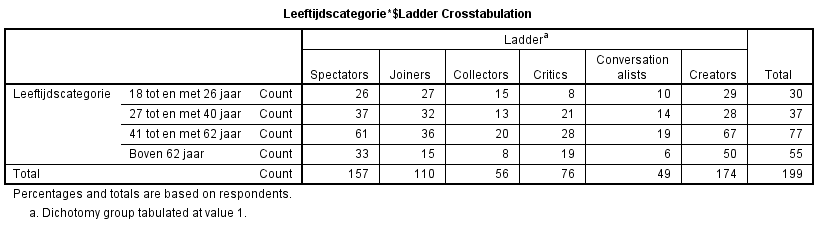 Leeftijdscategorie*$Ladder Crosstabulation
Ladderᵃ
Spectators Joiners Collectors Critics Conversation alists Creators Total
Leeftijdscategorie 18 tot en met 26 jaar Count 26 27 15 8 10 29 30
27 tot en met 40 jaar Count 37 32 13 21 14 28 37
41 tot en met 62 jaar Count 61 36 20 28 19 67 77
Boven 62 jaar Count 33 15 8 19 6 50 55
Total Count 157 110 56 76 49 174 199
Percentages and totals are based on respondents.
a. Dichotomy group tabulated at value 1.